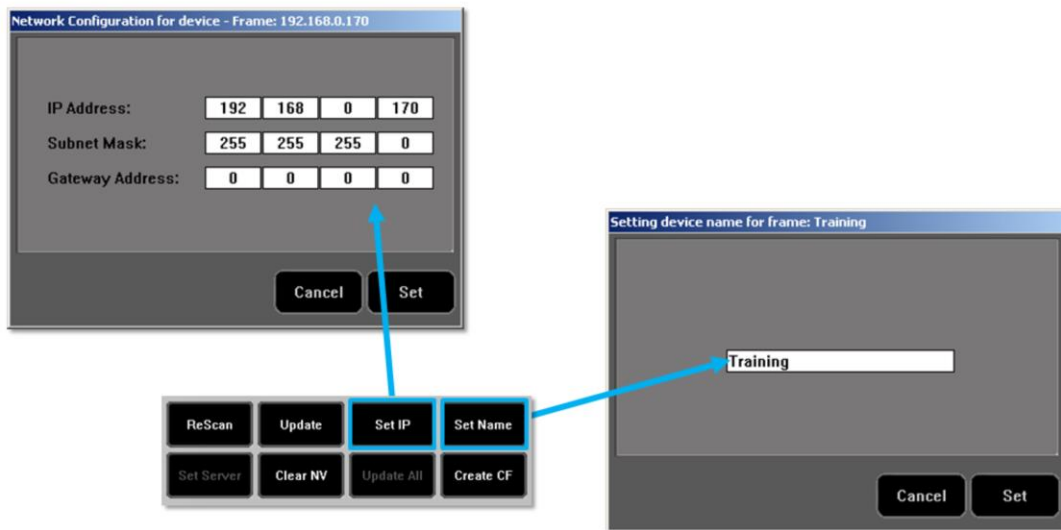 Network Configuration for device - Frame: 192.168.0.170
IP Address: 192 168 0 170
Subnet Mask: 255 255 255 0
Gateway Address: 0 0 0 0
Cancel Set
Setting device name for frame: Training
Training
Cancel Set
ReScan Update Set IP Set Name
Set Server Clear NV Update All Create CF